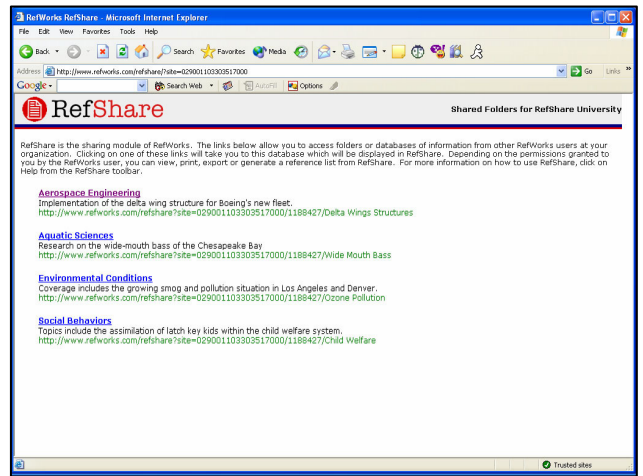 RefWorks RefShare - Microsoft Internet Explorer
File Edit View Favorites Tools Help
Back Search Favorites Media
Address http://www.refworks.com/refshare/?site=029001103303517000 Go Links »
Google Search Web AutoFill Options
RefShare Shared Folders for RefShare University
RefShare is the sharing module of RefWorks. The links below allow you to access folders or databases of information from other RefWorks users at your
organization. Clicking on one of these links will take you to this database which will be displayed in RefShare. Depending on the permissions granted to
you by the RefWorks user, you can view, print, export or generate a reference list from RefShare. For more information on how to use RefShare, click on
Help from the RefShare toolbar.
Aerospace Engineering
Implementation of the delta wing structure for Boeing's new fleet.
http://www.refworks.com/refshare?site=029001103303517000/1188427/Delta Wings Structures
Aquatic Sciences
Research on the wide-mouth bass of the Chesapeake Bay
http://www.refworks.com/refshare?site=029001103303517000/1188427/Wide Mouth Bass
Environmental Conditions
Coverage includes the growing smog and pollution situation in Los Angeles and Denver.
http://www.refworks.com/refshare?site=029001103303517000/1188427/Ozone Pollution
Social Behaviors
Topics include the assimilation of latch key kids within the child welfare system.
http://www.refworks.com/refshare?site=029001103303517000/1188427/Child Welfare
Trusted sites